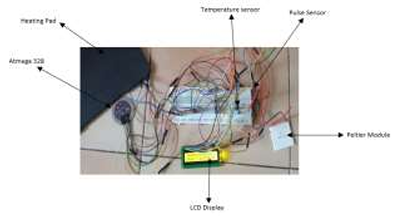 Temperature sensor
Pulse Sensor
Heating Pad
Atmega 328
Peltier Module
LCD Display